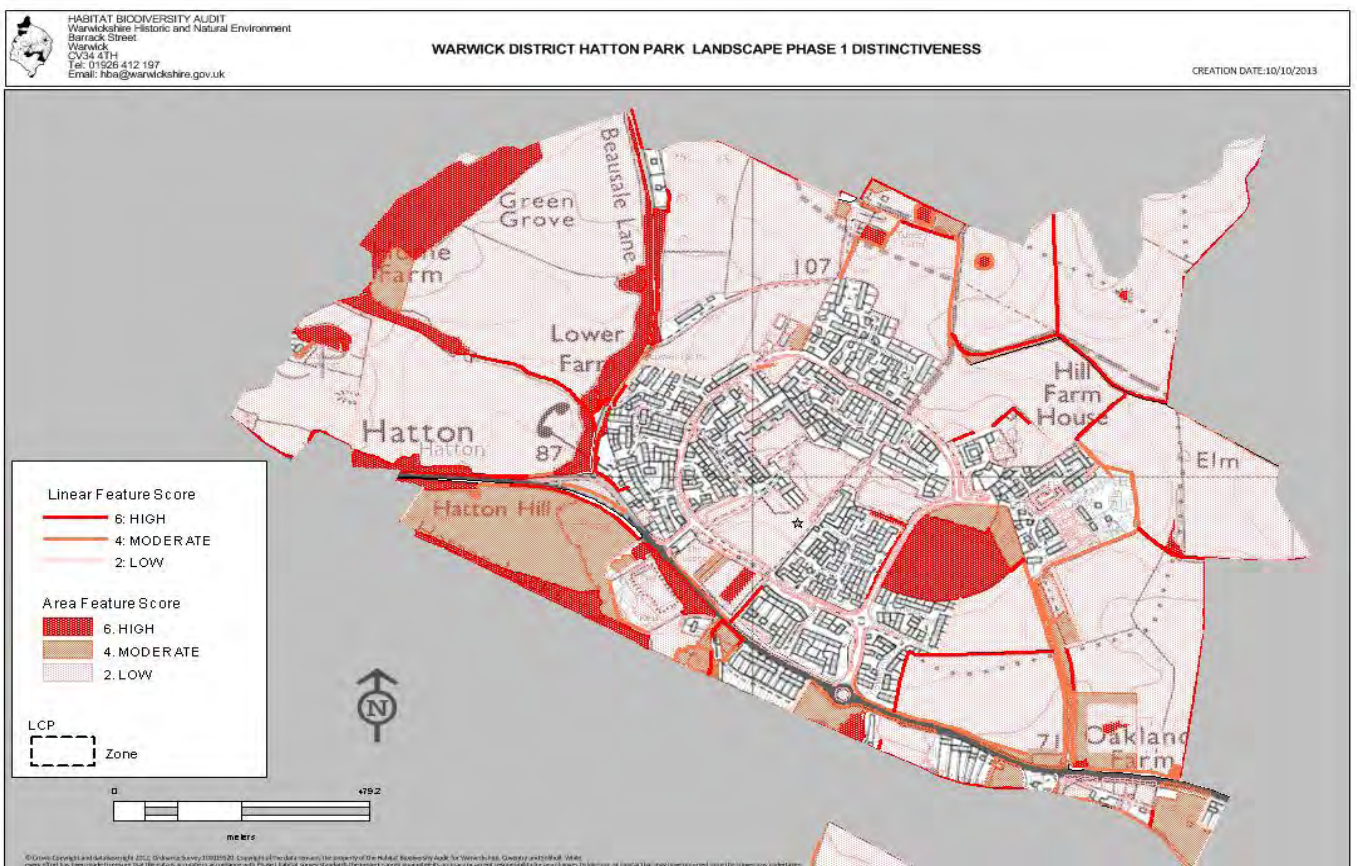 HABITAT BIODIVERSITY AUDIT
Warwickshire Historic and Natural Environment
Barrack Street
Warwick
CV34 4TH
Tel: 01926 412 197
Email: hba@warwickshire.gov.uk
WARWICK DISTRICT HATTON PARK LANDSCAPE PHASE 1 DISTINCTIVENESS
CREATION DATE:10/10/2013
Beausale Lane
Green
Grove
Home
Farm
107
Lower
Farm
Hill
Farm
House
Hatton
Hatton
87
Elm
Hatton Hill
71
Oakland
Farm
Linear Feature Score
6: HIGH
4: MODERATE
2: LOW
Area Feature Score
6. HIGH
4. MODERATE
2. LOW
LCP
Zone
N
0
479.2
meters